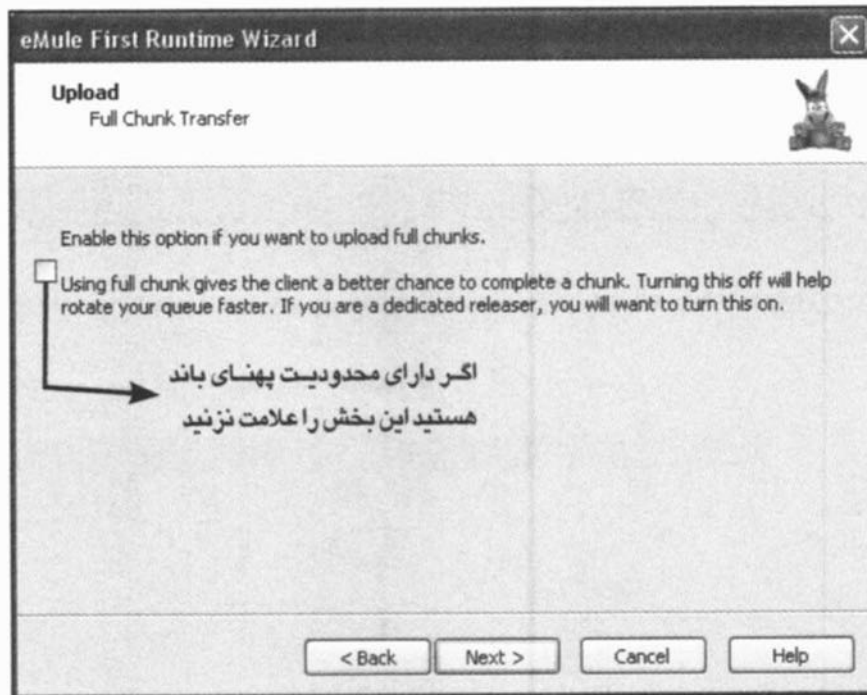 eMule First Runtime Wizard
Upload
Full Chunk Transfer
Enable this option if you want to upload full chunks.
Using full chunk gives the client a better chance to complete a chunk. Turning this off will help
rotate your queue faster. If you are a dedicated releaser, you will want to turn this on.
اگر دارای محدودیت پهنای باند
هستید این بخش را علامت نزنید
< Back
Next >
Cancel
Help